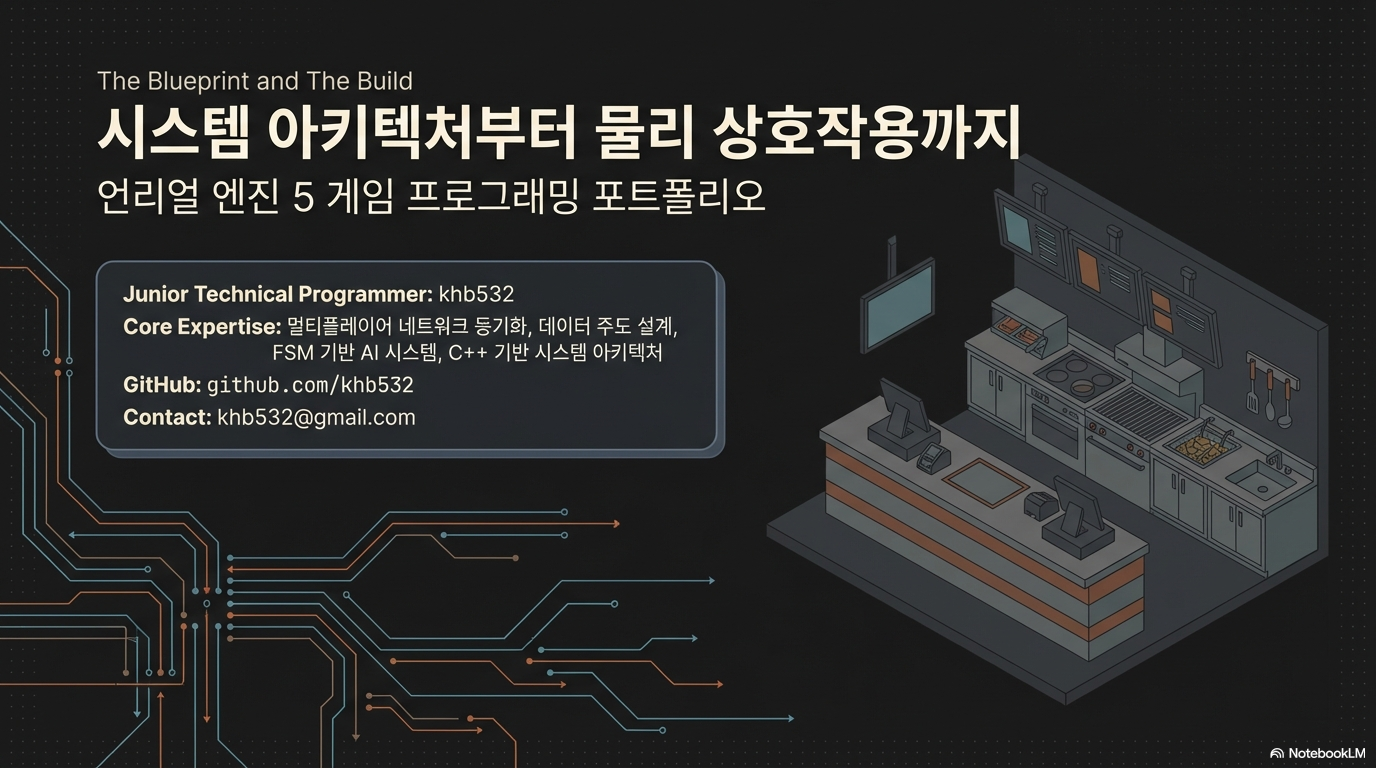 The Blueprint and The Build
시스템 아키텍처부터 물리 상호작용까지
언리얼 엔진 5 게임 프로그래밍 포트폴리오
Junior Technical Programmer: khb532
Core Expertise: 멀티플레이어 네트워크 동기화, 데이터 주도 설계,
FSM 기반 AI 시스템, C++ 기반 시스템 아키텍처
GitHub: github.com/khb532
Contact: khb532@gmail.com
NotebookLM